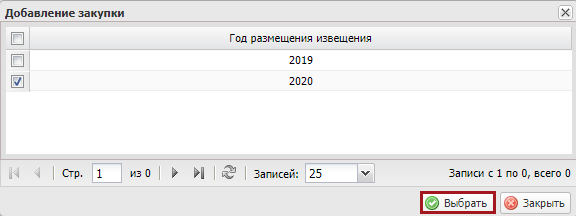 Добавление закупки
Год размещения извещения
2019
2020
Стр. 1 из 0 Записей: 25 Записи с 1 по 0, всего 0
Выбрать Закрыть